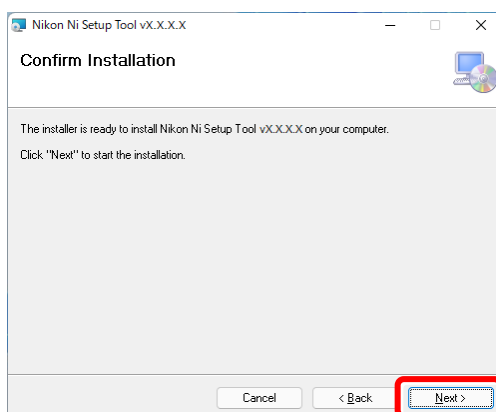 Nikon Ni Setup Tool vX.X.X.X
Confirm Installation
The installer is ready to install Nikon Ni Setup Tool vX.X.X.X on your computer.
Click "Next" to start the installation.
Cancel
< Back
Next >